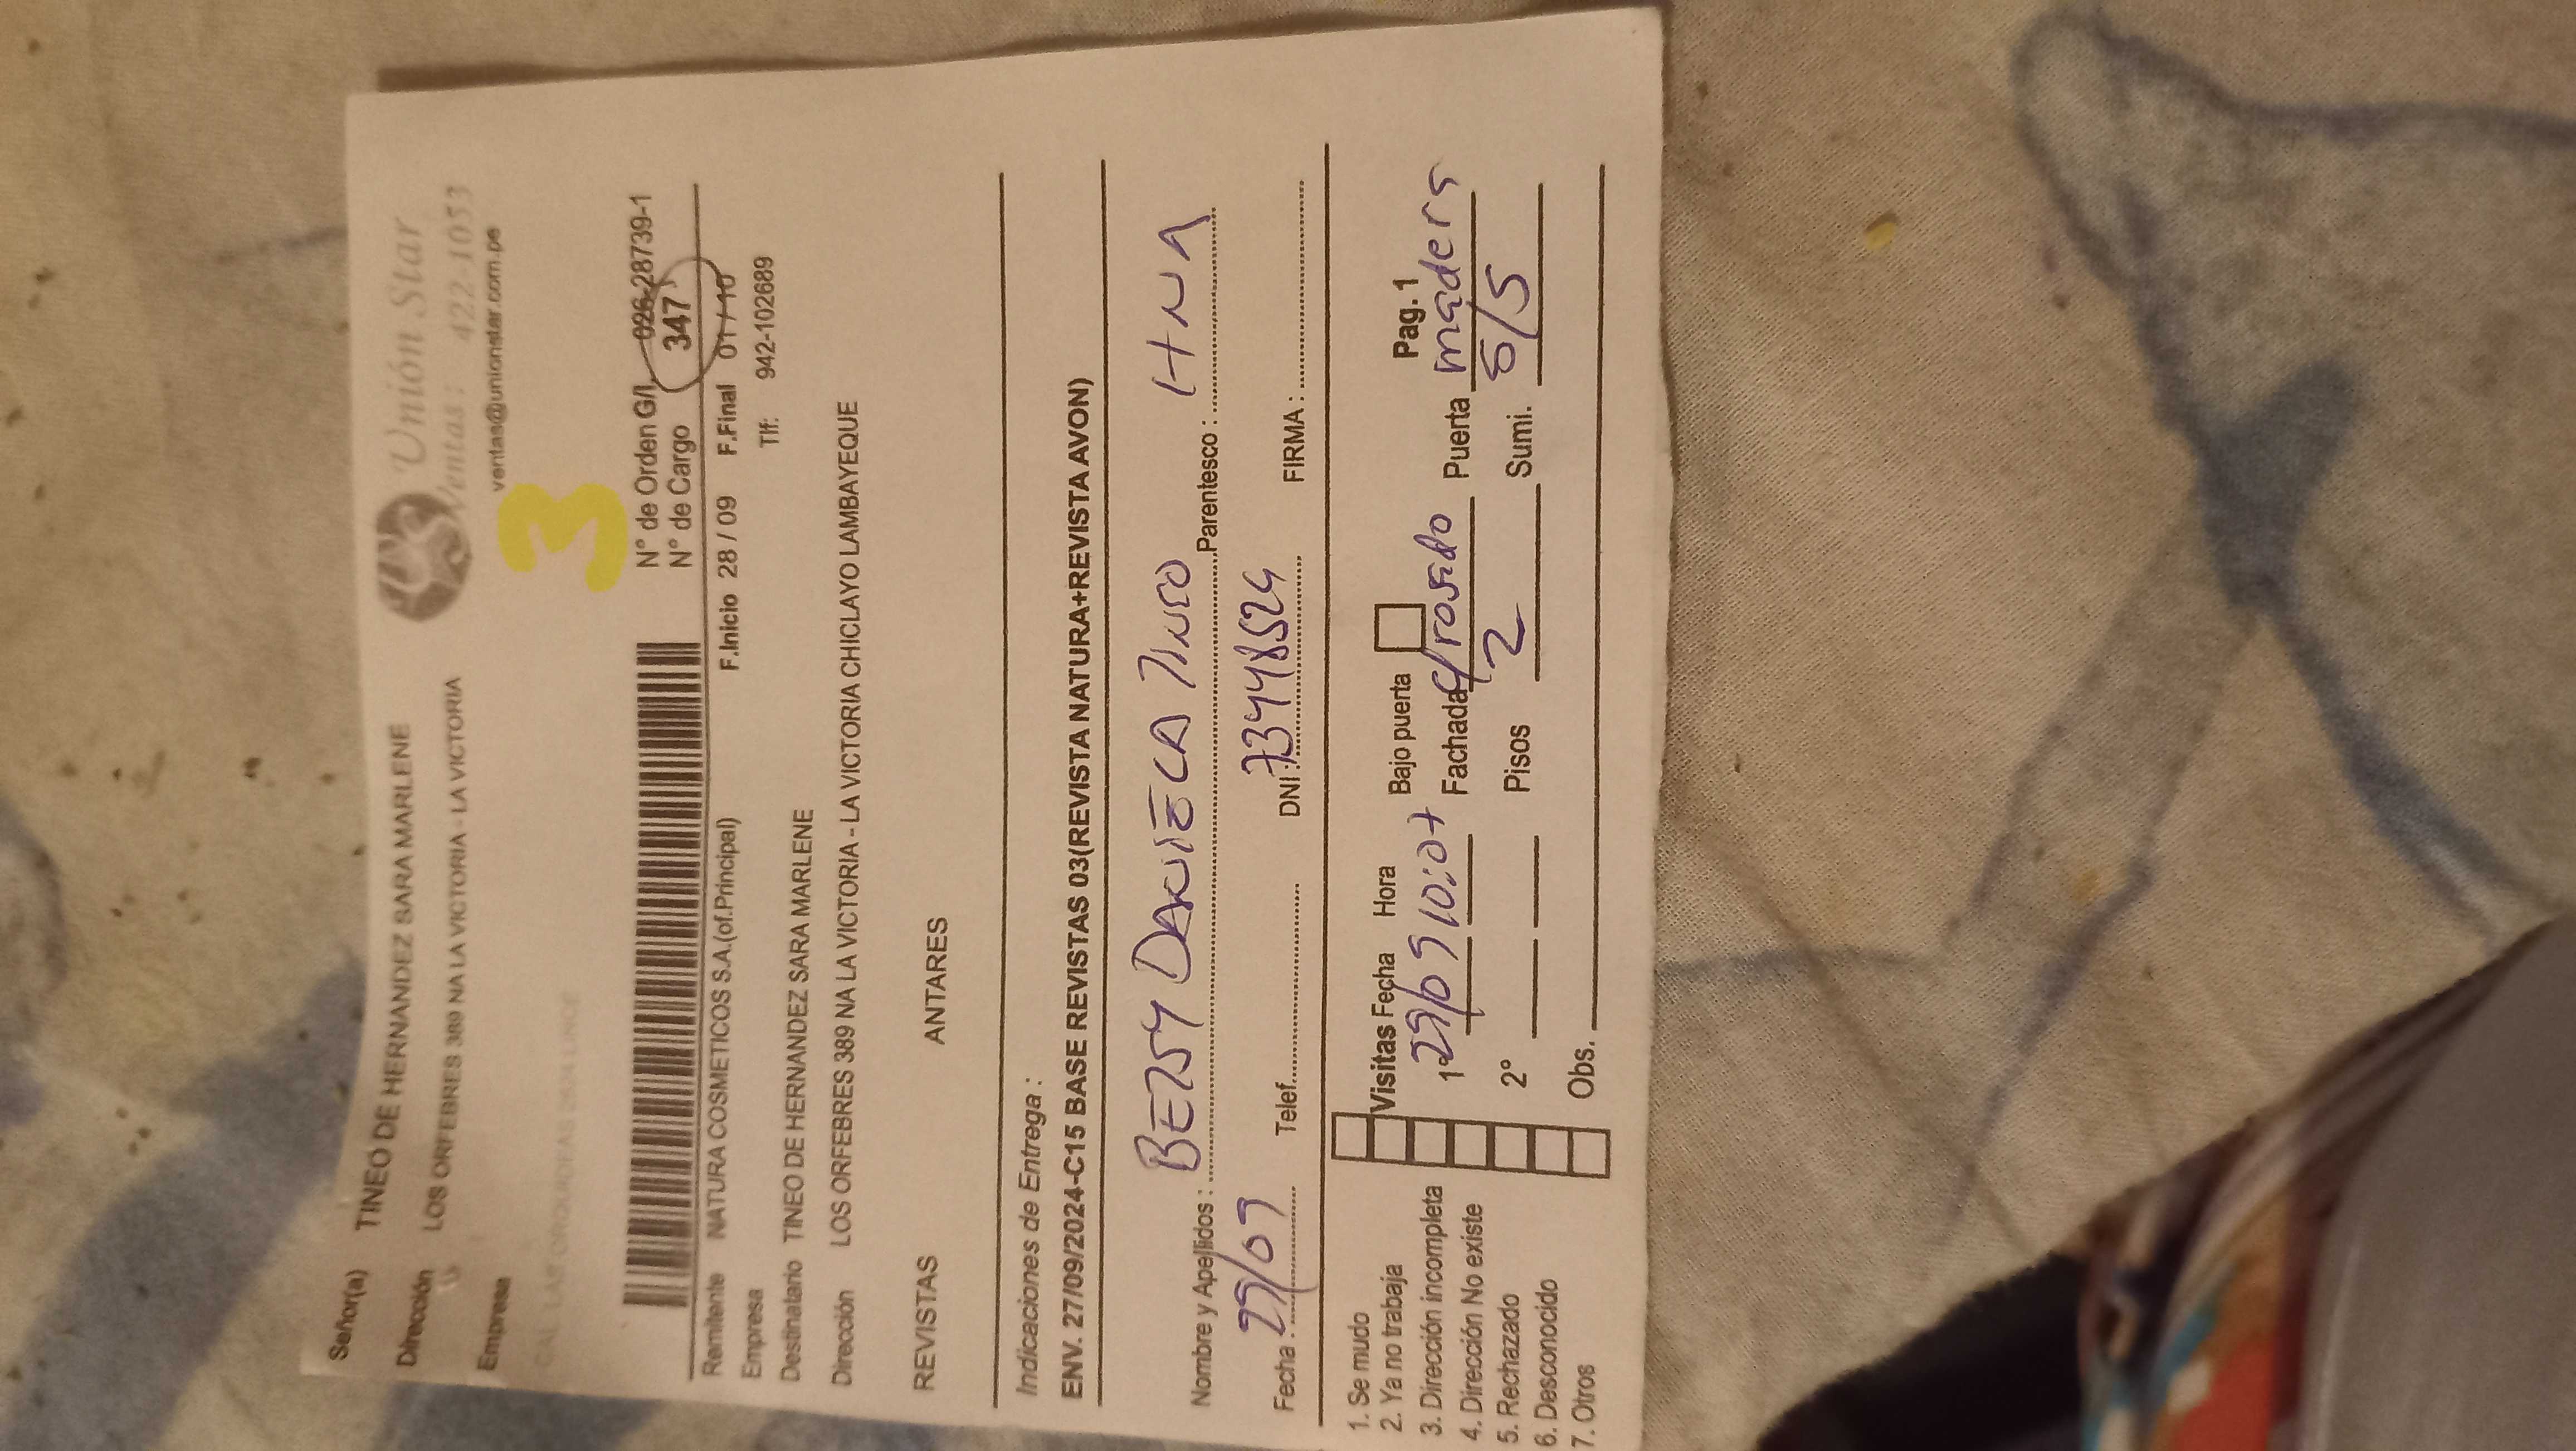 Señor(a) TINEO DE HERNANDEZ SARA MARLENE
Unión Star
Dirección LOS ORFEBRES 389 NA LA VICTORIA - LA VICTORIA
Ventas : 422-1053
ventas@unionstar.com.pe
Empresa
3
N° de Orden G/I. 026-28739-1
N° de Cargo 347
Remitente NATURA COSMETICOS S.A.(of.Principal) F.Inicio 28 / 09 F.Final 01 / 10
Empresa Tlf: 942-102689
Destinatario TINEO DE HERNANDEZ SARA MARLENE
Dirección LOS ORFEBRES 389 NA LA VICTORIA - LA VICTORIA CHICLAYO LAMBAYEQUE
REVISTAS ANTARES
Indicaciones de Entrega :
ENV. 27/09/2024-C15 BASE REVISTAS 03(REVISTA NATURA+REVISTA AVON)
Nombre y Apellidos : BETSY DANIELA TINEO Parentesco : HNA
Fecha : 29/09 Telef. DNI : FIRMA :
1. Se mudo
2. Ya no trabaja Visitas Fecha Hora Bajo puerta Pag. 1
3. Dirección incompleta 1° 29/09 10:07 Fachada Puerta madera
4. Dirección No existe
5. Rechazado 2° Pisos 2 Sumi. S/S
6. Desconocido
7. Otros Obs.